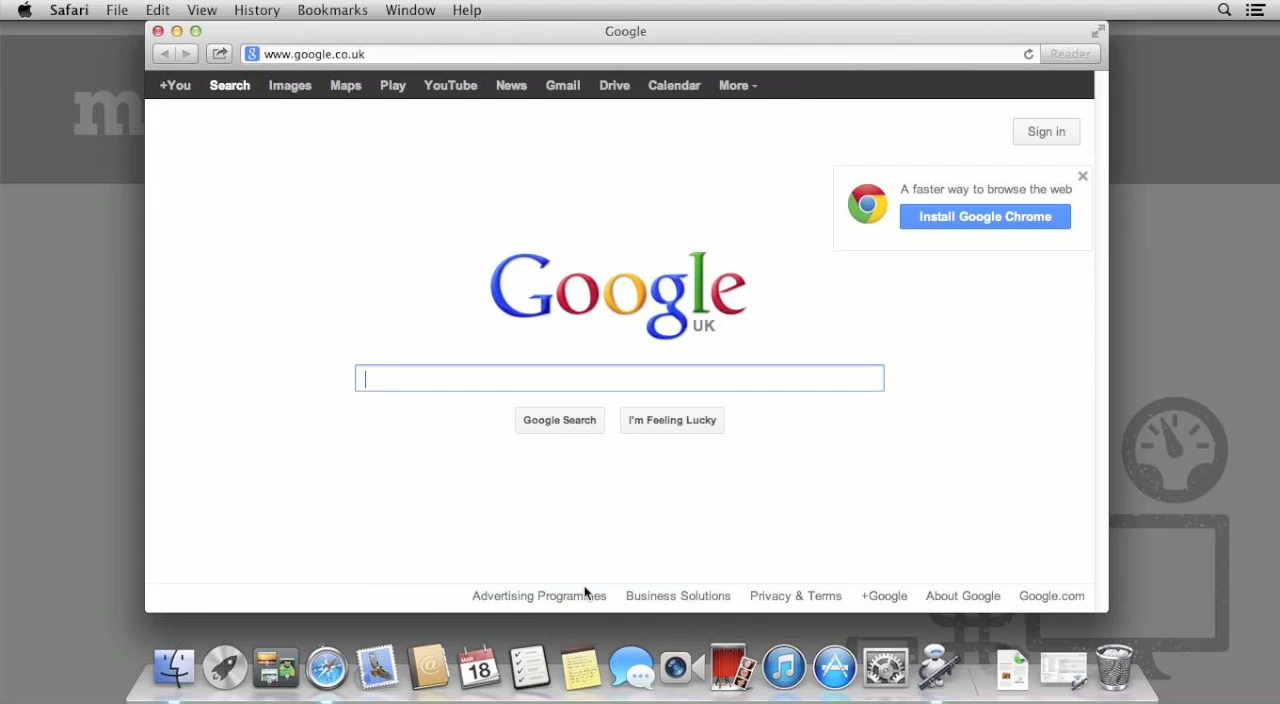 Safari File Edit View History Bookmarks Window Help
Google
www.google.co.uk
Reader
+You Search Images Maps Play YouTube News Gmail Drive Calendar More
m
Sign in
A faster way to browse the web
Install Google Chrome
Google
UK
Google Search I'm Feeling Lucky
Advertising Programmes Business Solutions Privacy & Terms +Google About Google Google.com
MAR
18